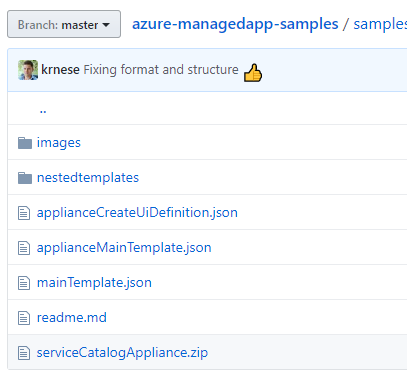 Branch: master azure-managedapp-samples / samples
krnese Fixing format and structure 👍
..
images
nestedtemplates
applianceCreateUiDefinition.json
applianceMainTemplate.json
mainTemplate.json
readme.md
serviceCatalogAppliance.zip